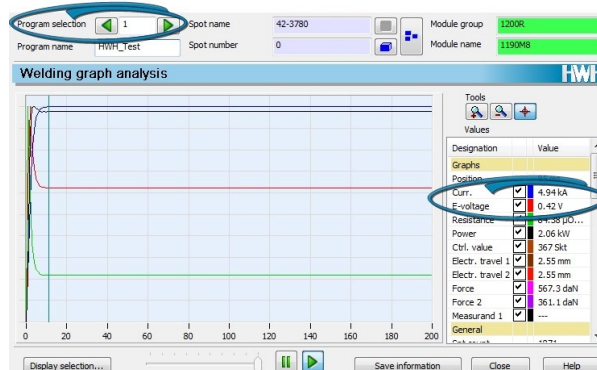 Program selection 1 Spot name 42-3780 Module group 1200R
Program name HWH_Test Spot number 0 Module name 1190M8
Welding graph analysis HWH
Tools
Values
Designation Value
Graphs
Position
Curr. 4.94 kA
E-voltage 0.42 V
Resistance 84.58 µO...
Power 2.06 kW
Ctrl. value 367 Skt
Electr. travel 1 2.55 mm
Electr. travel 2 2.55 mm
Force 567.3 daN
Force 2 361.1 daN
Measurand 1 ---
General
0 20 40 60 80 100 120 140 160 180 200
Display selection... Save information Close Help